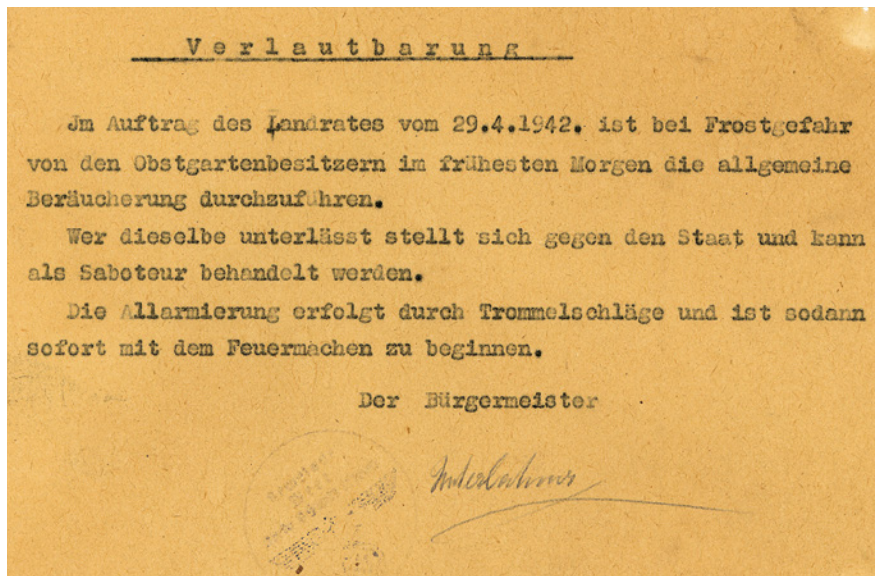 V e r l a u t b a r u n g
Jm Auftrag des Landrates vom 29.4.1942. ist bei Frostgefahr
von den Obstgartenbesitzern im frühesten Morgen die allgemeine
Beräucherung durchzuführen.
Wer dieselbe unterlässt stellt sich gegen den Staat und kann
als Saboteur behandelt werden.
Die Allarmierung erfolgt durch Trommelschläge und ist sodann
sofort mit dem Feuermachen zu beginnen.
Der Bürgermeister